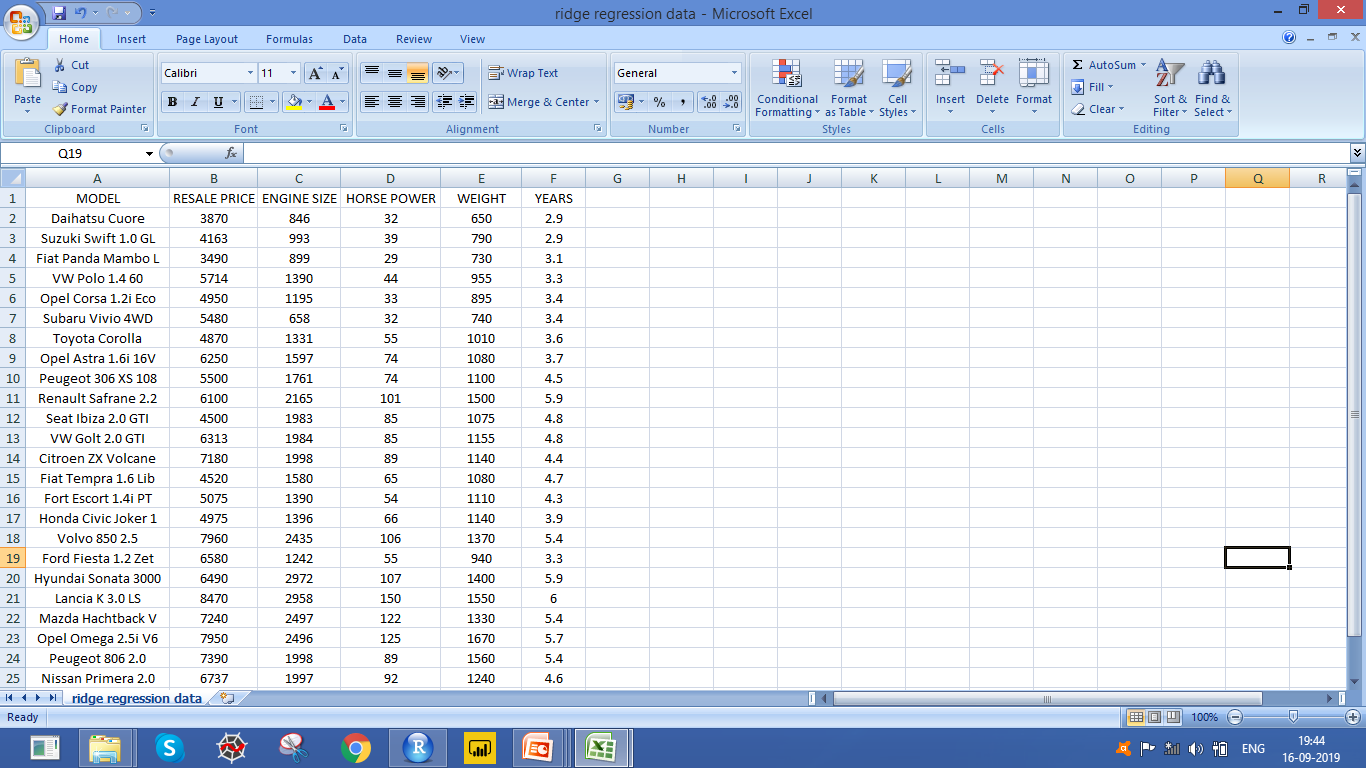 ridge regression data - Microsoft Excel
Home Insert Page Layout Formulas Data Review View
Paste Cut Copy Format Painter Clipboard
Calibri 11 A A B I U A Font
Wrap Text Merge & Center Alignment
General % , .0 .00 .00 .0 Number
Conditional Formatting Format as Table Cell Styles Styles
Insert Delete Format Cells
Σ AutoSum Fill Clear Sort & Filter Find & Select Editing
Q19 fx
A B C D E F G H I J K L M N O P Q R
1 MODEL RESALE PRICE ENGINE SIZE HORSE POWER WEIGHT YEARS
2 Daihatsu Cuore 3870 846 32 650 2.9
3 Suzuki Swift 1.0 GL 4163 993 39 790 2.9
4 Fiat Panda Mambo L 3490 899 29 730 3.1
5 VW Polo 1.4 60 5714 1390 44 955 3.3
6 Opel Corsa 1.2i Eco 4950 1195 33 895 3.4
7 Subaru Vivio 4WD 5480 658 32 740 3.4
8 Toyota Corolla 4870 1331 55 1010 3.6
9 Opel Astra 1.6i 16V 6250 1597 74 1080 3.7
10 Peugeot 306 XS 108 5500 1761 74 1100 4.5
11 Renault Safrane 2.2 6100 2165 101 1500 5.9
12 Seat Ibiza 2.0 GTI 4500 1983 85 1075 4.8
13 VW Golt 2.0 GTI 6313 1984 85 1155 4.8
14 Citroen ZX Volcane 7180 1998 89 1140 4.4
15 Fiat Tempra 1.6 Lib 4520 1580 65 1080 4.7
16 Fort Escort 1.4i PT 5075 1390 54 1110 4.3
17 Honda Civic Joker 1 4975 1396 66 1140 3.9
18 Volvo 850 2.5 7960 2435 106 1370 5.4
19 Ford Fiesta 1.2 Zet 6580 1242 55 940 3.3
20 Hyundai Sonata 3000 6490 2972 107 1400 5.9
21 Lancia K 3.0 LS 8470 2958 150 1550 6
22 Mazda Hachtback V 7240 2497 122 1330 5.4
23 Opel Omega 2.5i V6 7950 2496 125 1670 5.7
24 Peugeot 806 2.0 7390 1998 89 1560 5.4
25 Nissan Primera 2.0 6737 1997 92 1240 4.6
ridge regression data
Ready 100%
ENG 19:44
16-09-2019